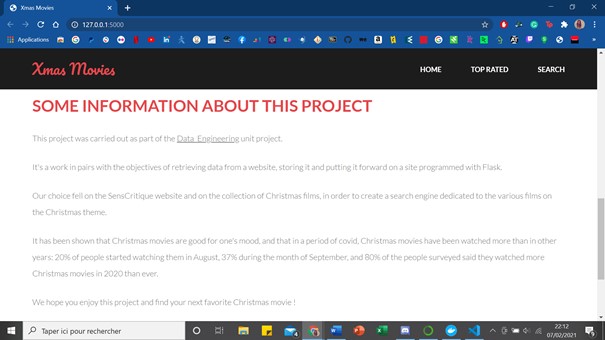 Xmas Movies
127.0.0.1:5000
Applications
Xmas Movies
HOME TOP RATED SEARCH
SOME INFORMATION ABOUT THIS PROJECT
This project was carried out as part of the Data Engineering unit project.
It's a work in pairs with the objectives of retrieving data from a website, storing it and putting it forward on a site programmed with Flask.
Our choice fell on the SensCritique website and on the collection of Christmas films, in order to create a search engine dedicated to the various films on
the Christmas theme.
It has been shown that Christmas movies are good for one's mood, and that in a period of covid, Christmas movies have been watched more than in other
years: 20% of people started watching them in August, 37% during the month of September, and 80% of the people surveyed said they watched more
Christmas movies in 2020 than ever.
We hope you enjoy this project and find your next favorite Christmas movie !
Taper ici pour rechercher
22:12
07/02/2021